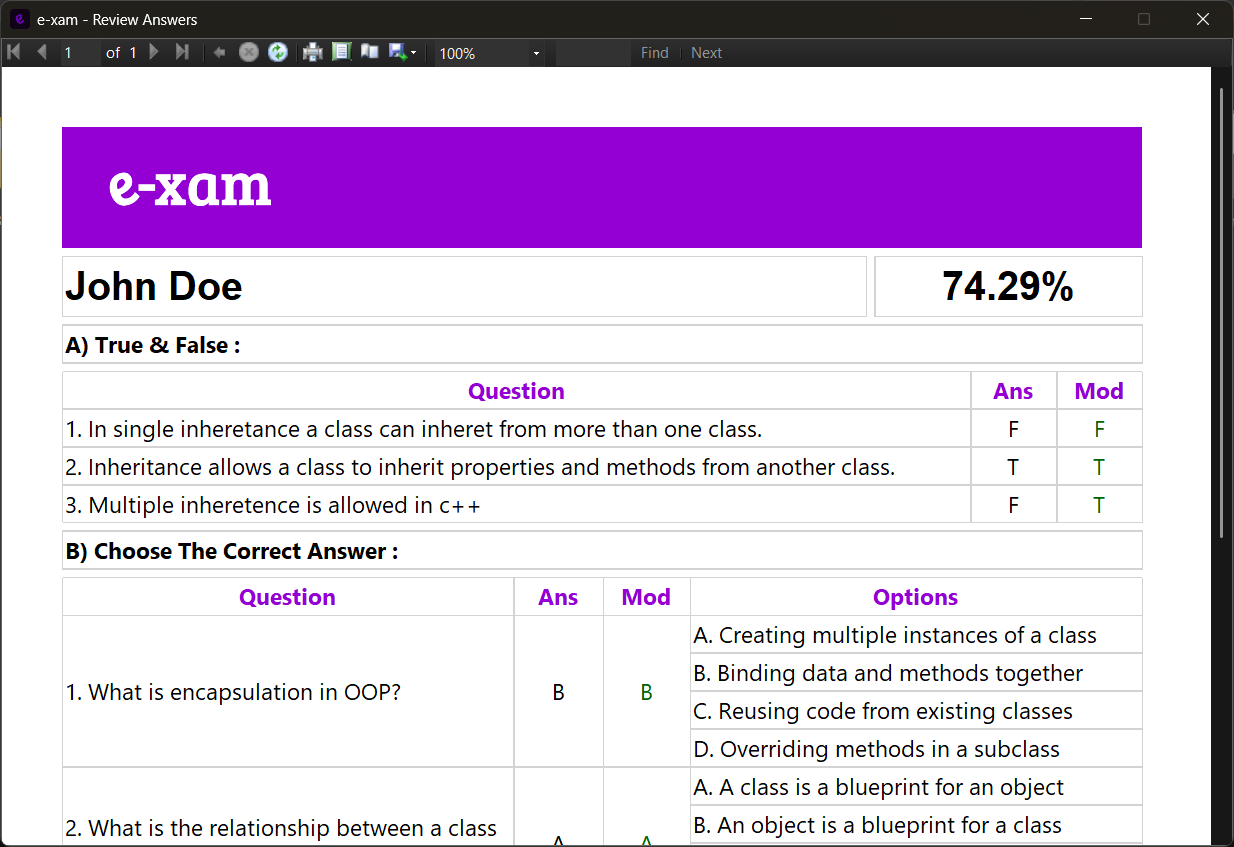 e-xam - Review Answers
1 of 1 100% Find Next
e-xam
John Doe 74.29%
A) True & False :
Question Ans Mod
1. In single inheretance a class can inheret from more than one class. F F
2. Inheritance allows a class to inherit properties and methods from another class. T T
3. Multiple inheretence is allowed in c++ F T
B) Choose The Correct Answer :
Question Ans Mod Options
A. Creating multiple instances of a class
B. Binding data and methods together
1. What is encapsulation in OOP? B B
C. Reusing code from existing classes
D. Overriding methods in a subclass
A. A class is a blueprint for an object
B. An object is a blueprint for a class
2. What is the relationship between a class A A